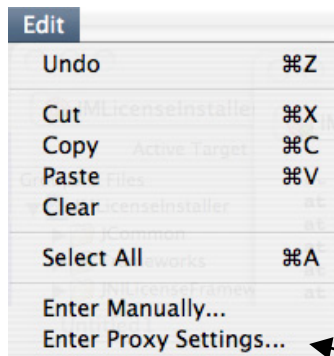 Edit
Undo ⌘Z
Cut ⌘X
Copy ⌘C
Paste ⌘V
Clear
Select All ⌘A
Enter Manually...
Enter Proxy Settings...